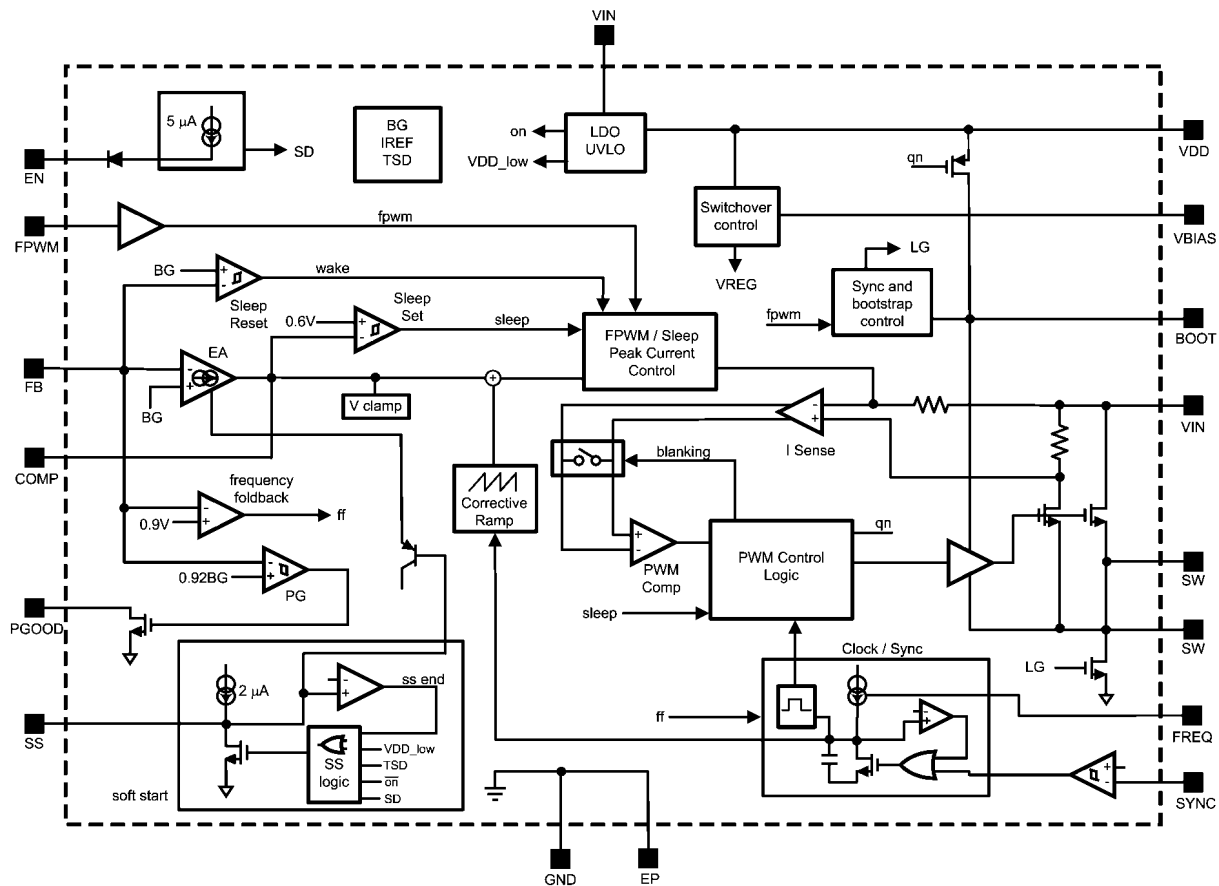 VIN
5 µA
SD
EN
BG
IREF
TSD
on
VDD_low
LDO
UVLO
VDD
qn
FPWM
fpwm
Switchover
control
VBIAS
VREG
LG
BG
wake
Sleep
Reset
0.6V
Sleep
Set
sleep
FPWM / Sleep
Peak Current
Control
fpwm
Sync and
bootstrap
control
BOOT
FB
EA
BG
V clamp
+
VIN
I Sense
COMP
blanking
Corrective
Ramp
frequency
foldback
0.9V
ff
PWM
Comp
PWM Control
Logic
qn
0.92BG
PG
SW
sleep
PGOOD
SW
Clock / Sync
LG
2 µA
ss end
SS
ff
FREQ
SS
logic
VDD_low
TSD
on
SD
soft start
SYNC
GND
EP